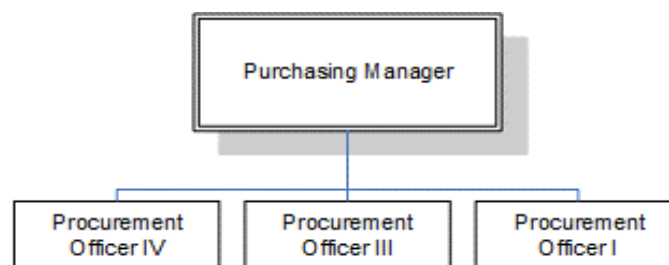 Purchasing Manager
Procurement
Officer IV
Procurement
Officer III
Procurement
Officer I